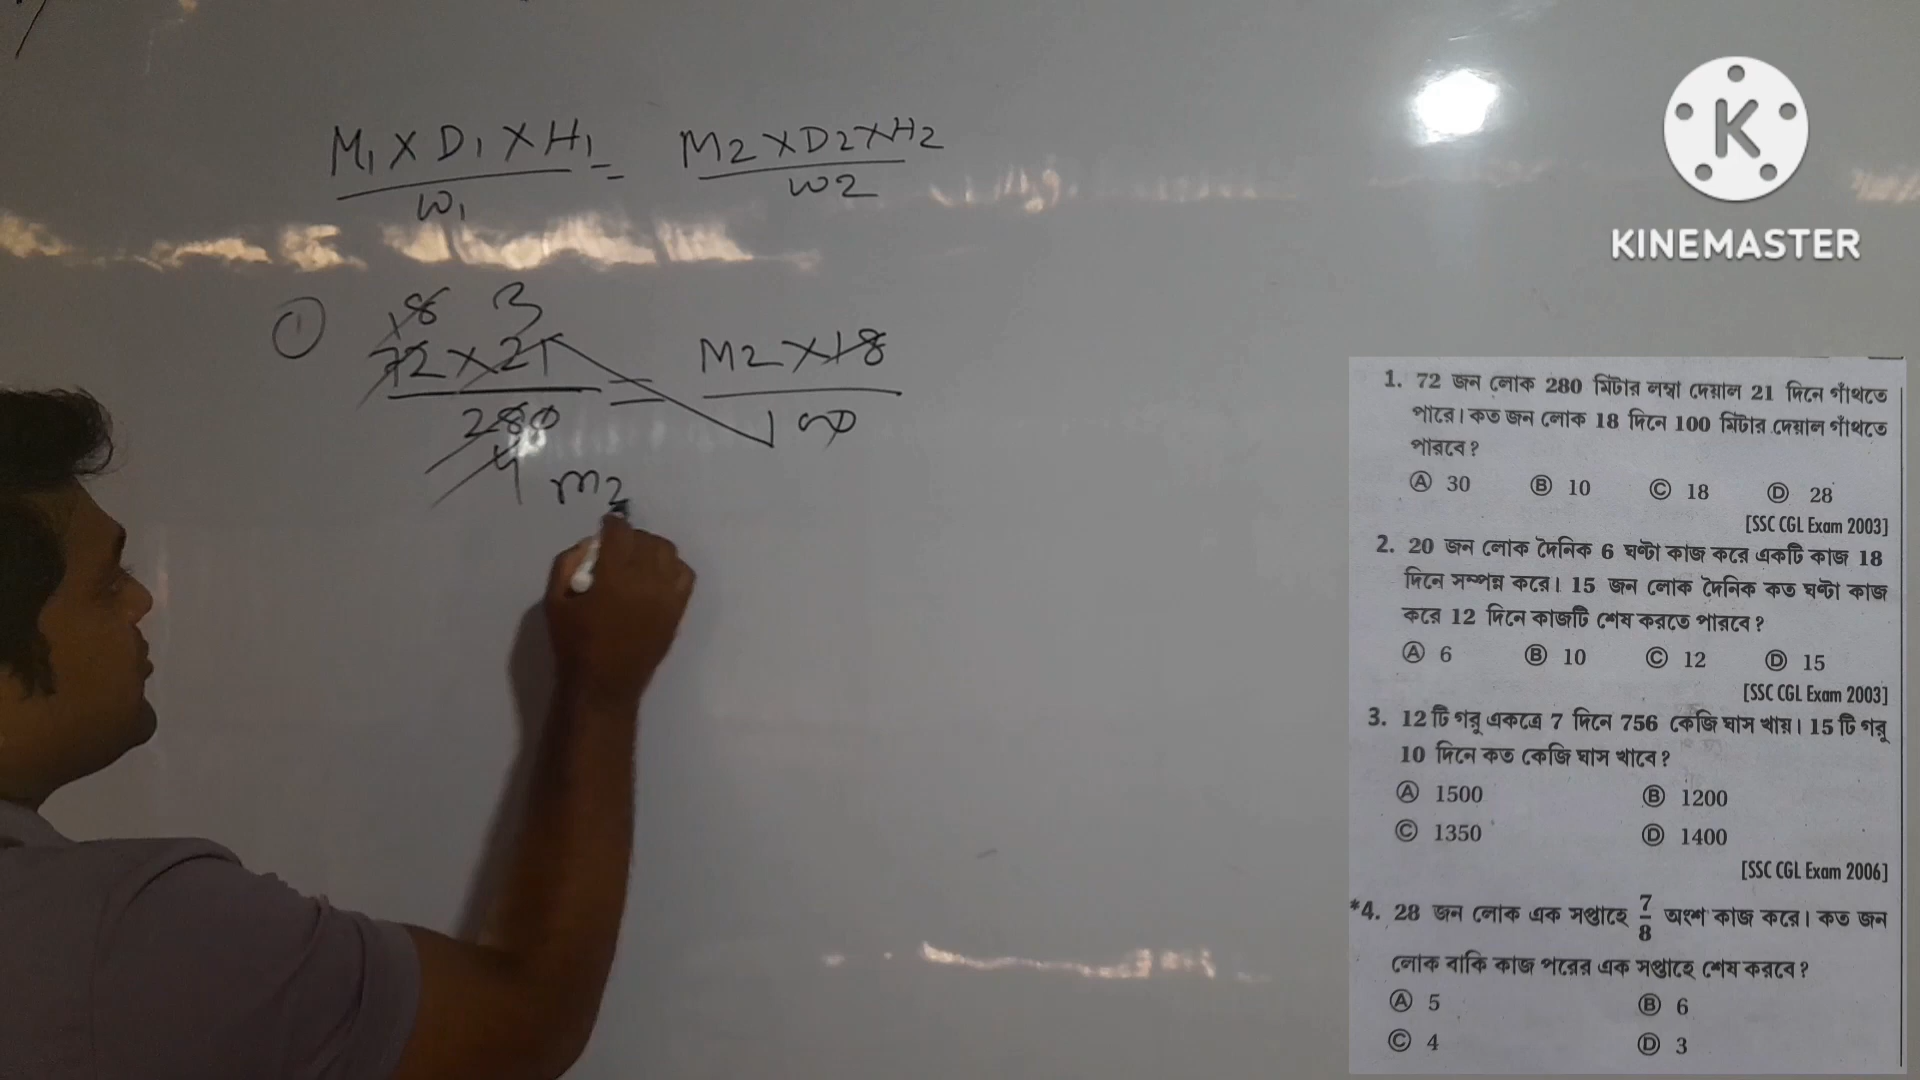 M₁ X D₁ X H₁ = M2 X D2 X H2
W₁ W2
① 18 3
72 X 21 = M2 X 18
280 100
4 m2
KINEMASTER
1. 72 জন লোক 280 মিটার লম্বা দেয়াল 21 দিনে গাঁথতে
পারে। কত জন লোক 18 দিনে 100 মিটার দেয়াল গাঁথতে
পারবে?
Ⓐ 30 Ⓑ 10 Ⓒ 18 Ⓓ 28
[SSC CGL Exam 2003]
2. 20 জন লোক দৈনিক 6 ঘণ্টা কাজ করে একটি কাজ 18
দিনে সম্পন্ন করে। 15 জন লোক দৈনিক কত ঘণ্টা কাজ
করে 12 দিনে কাজটি শেষ করতে পারবে?
Ⓐ 6 Ⓑ 10 Ⓒ 12 Ⓓ 15
[SSC CGL Exam 2003]
3. 12 টি গরু একত্রে 7 দিনে 756 কেজি ঘাস খায়। 15 টি গরু
10 দিনে কত কেজি ঘাস খাবে?
Ⓐ 1500 Ⓑ 1200
Ⓒ 1350 Ⓓ 1400
[SSC CGL Exam 2006]
*4. 28 জন লোক এক সপ্তাহে 7/8 অংশ কাজ করে। কত জন
লোক বাকি কাজ পরের এক সপ্তাহে শেষ করবে?
Ⓐ 5 Ⓑ 6
Ⓒ 4 Ⓓ 3